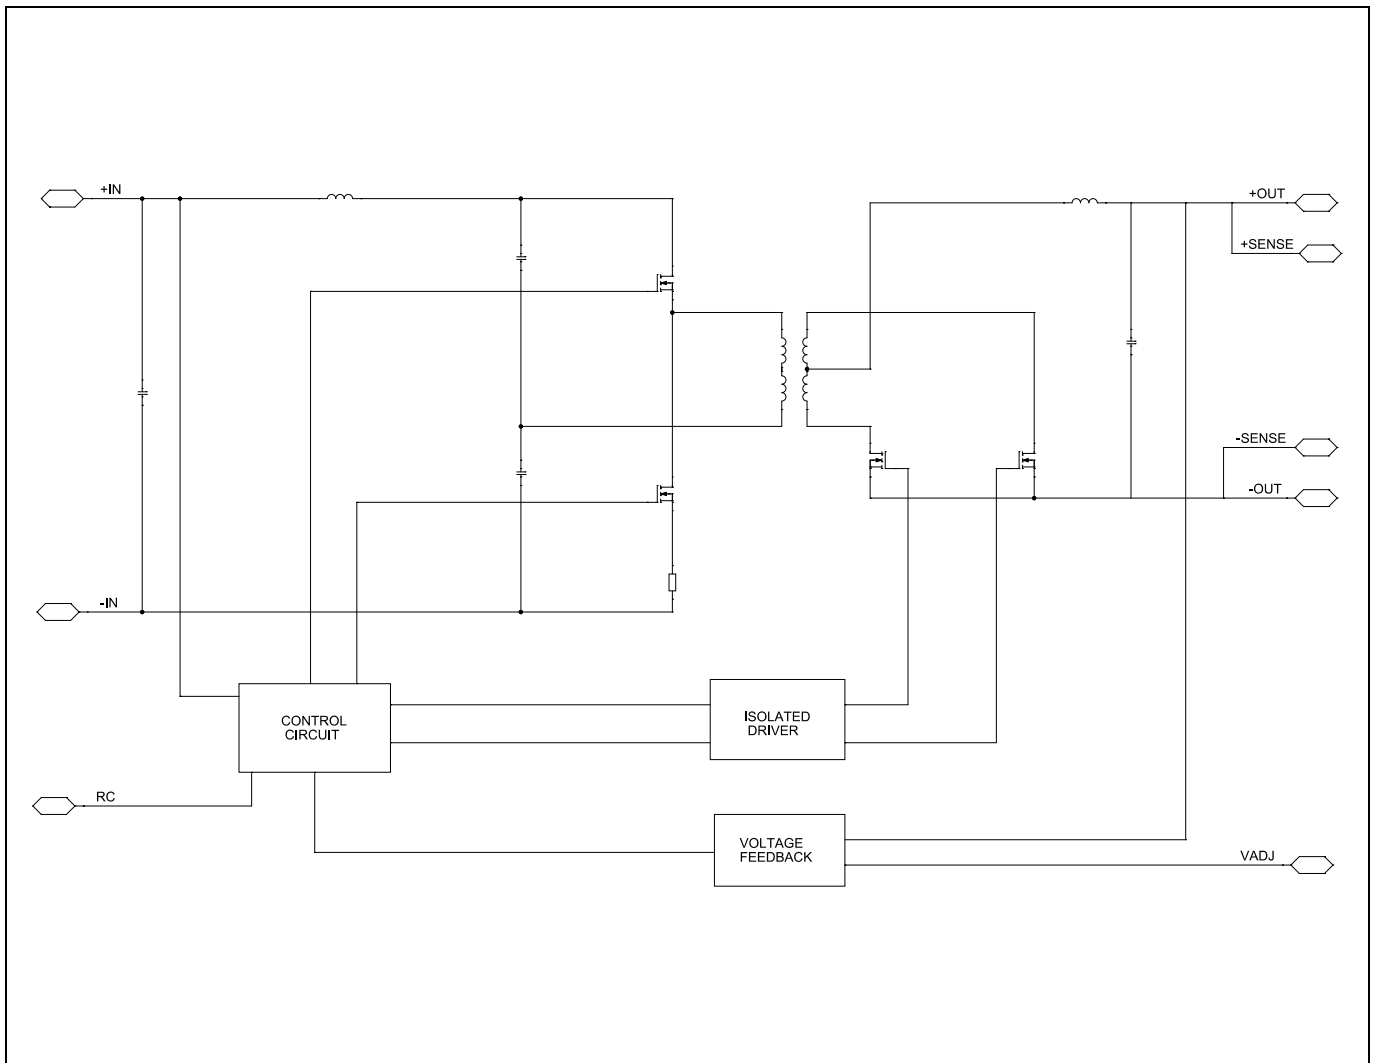 +IN
+OUT
+SENSE
-SENSE
-OUT
-IN
CONTROL
CIRCUIT
ISOLATED
DRIVER
RC
VOLTAGE
FEEDBACK
VADJ